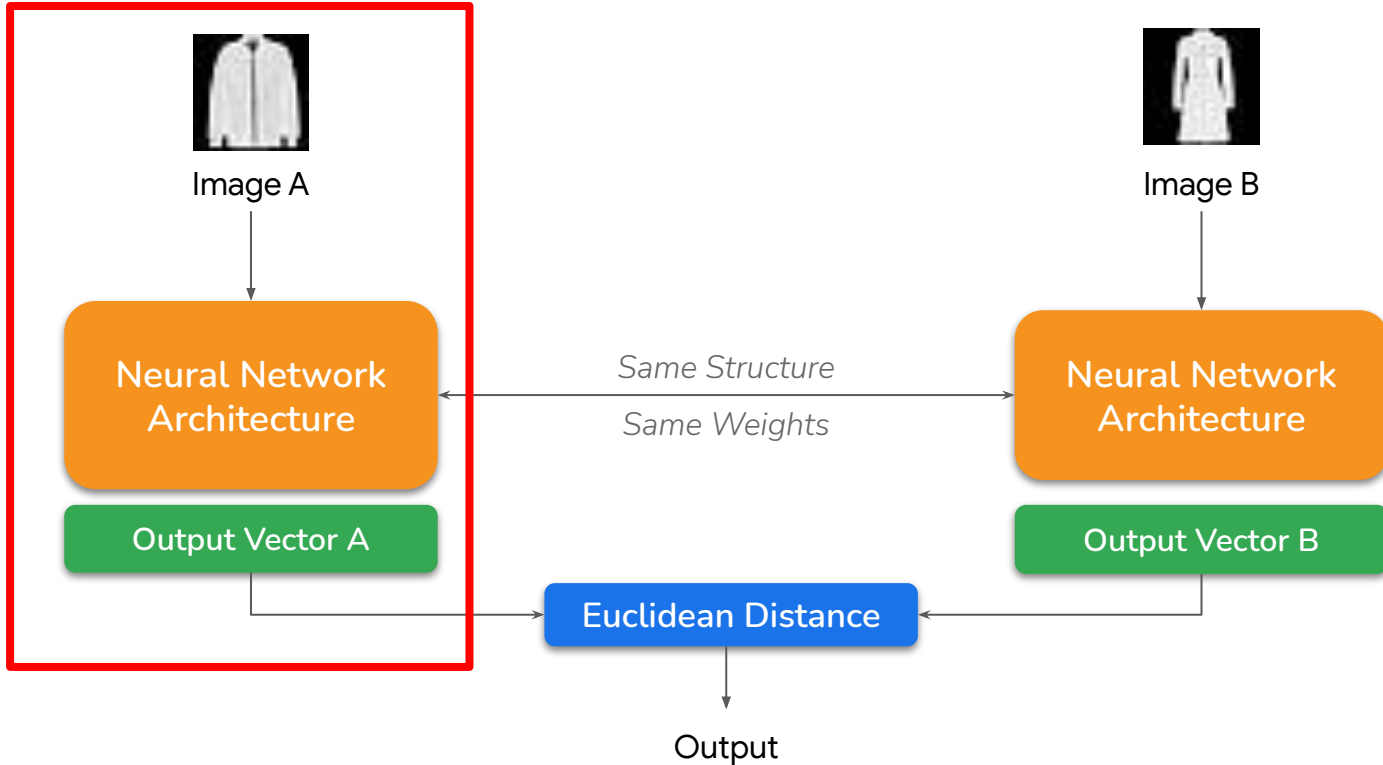 Image A
Image B
Neural Network
Architecture
Same Structure
Same Weights
Neural Network
Architecture
Output Vector A
Output Vector B
Euclidean Distance
Output